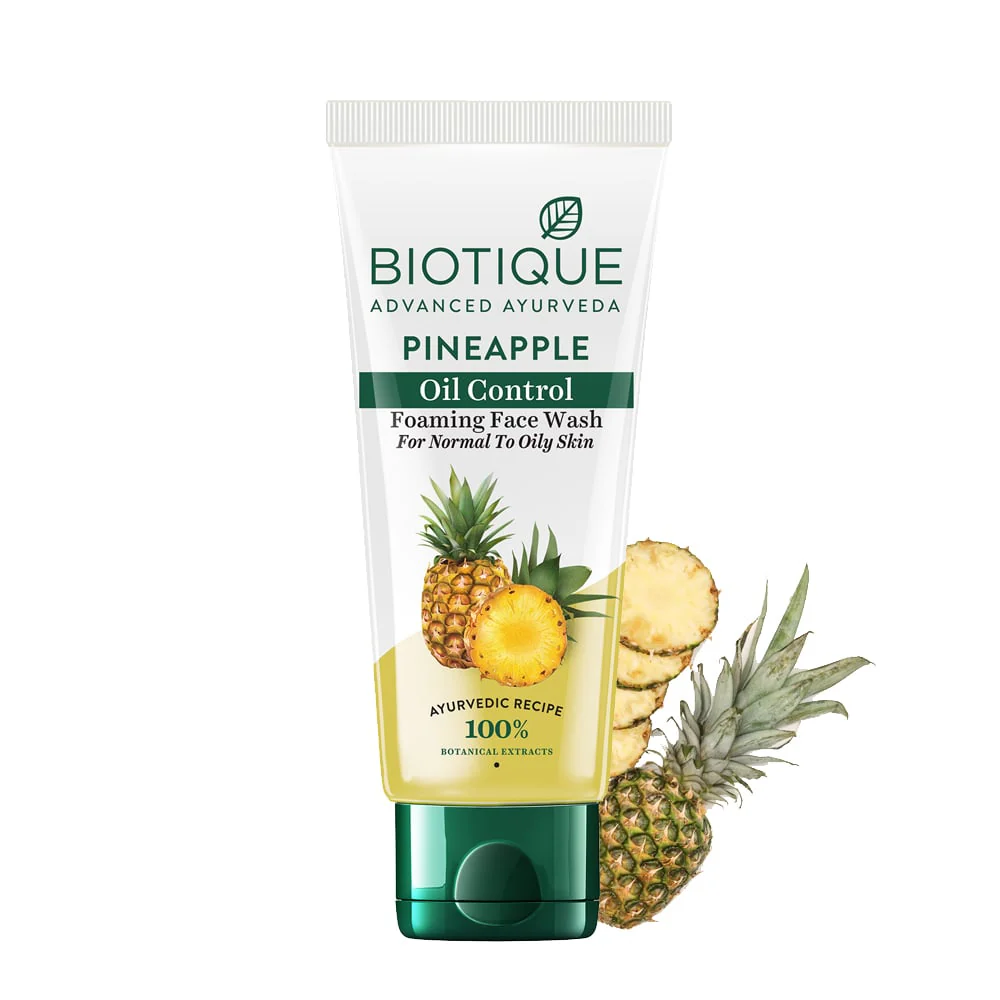 BIOTIQUE
ADVANCED AYURVEDA
PINEAPPLE
Oil Control
Foaming Face Wash
For Normal To Oily Skin
AYURVEDIC RECIPE
100%
BOTANICAL EXTRACTS